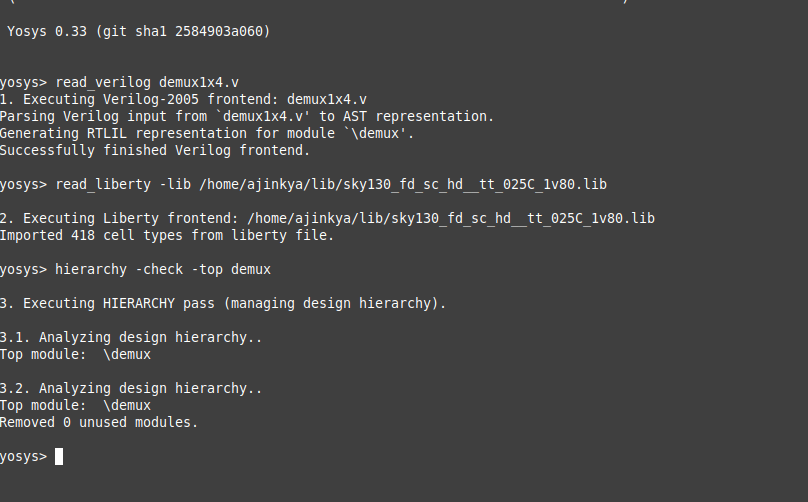 Yosys 0.33 (git sha1 2584903a060)
yosys> read_verilog demux1x4.v
1. Executing Verilog-2005 frontend: demux1x4.v
Parsing Verilog input from `demux1x4.v' to AST representation.
Generating RTLIL representation for module `\demux'.
Successfully finished Verilog frontend.
yosys> read_liberty -lib /home/ajinkya/lib/sky130_fd_sc_hd__tt_025C_1v80.lib
2. Executing Liberty frontend: /home/ajinkya/lib/sky130_fd_sc_hd__tt_025C_1v80.lib
Imported 418 cell types from liberty file.
yosys> hierarchy -check -top demux
3. Executing HIERARCHY pass (managing design hierarchy).
3.1. Analyzing design hierarchy..
Top module:  \demux
3.2. Analyzing design hierarchy..
Top module:  \demux
Removed 0 unused modules.
yosys>